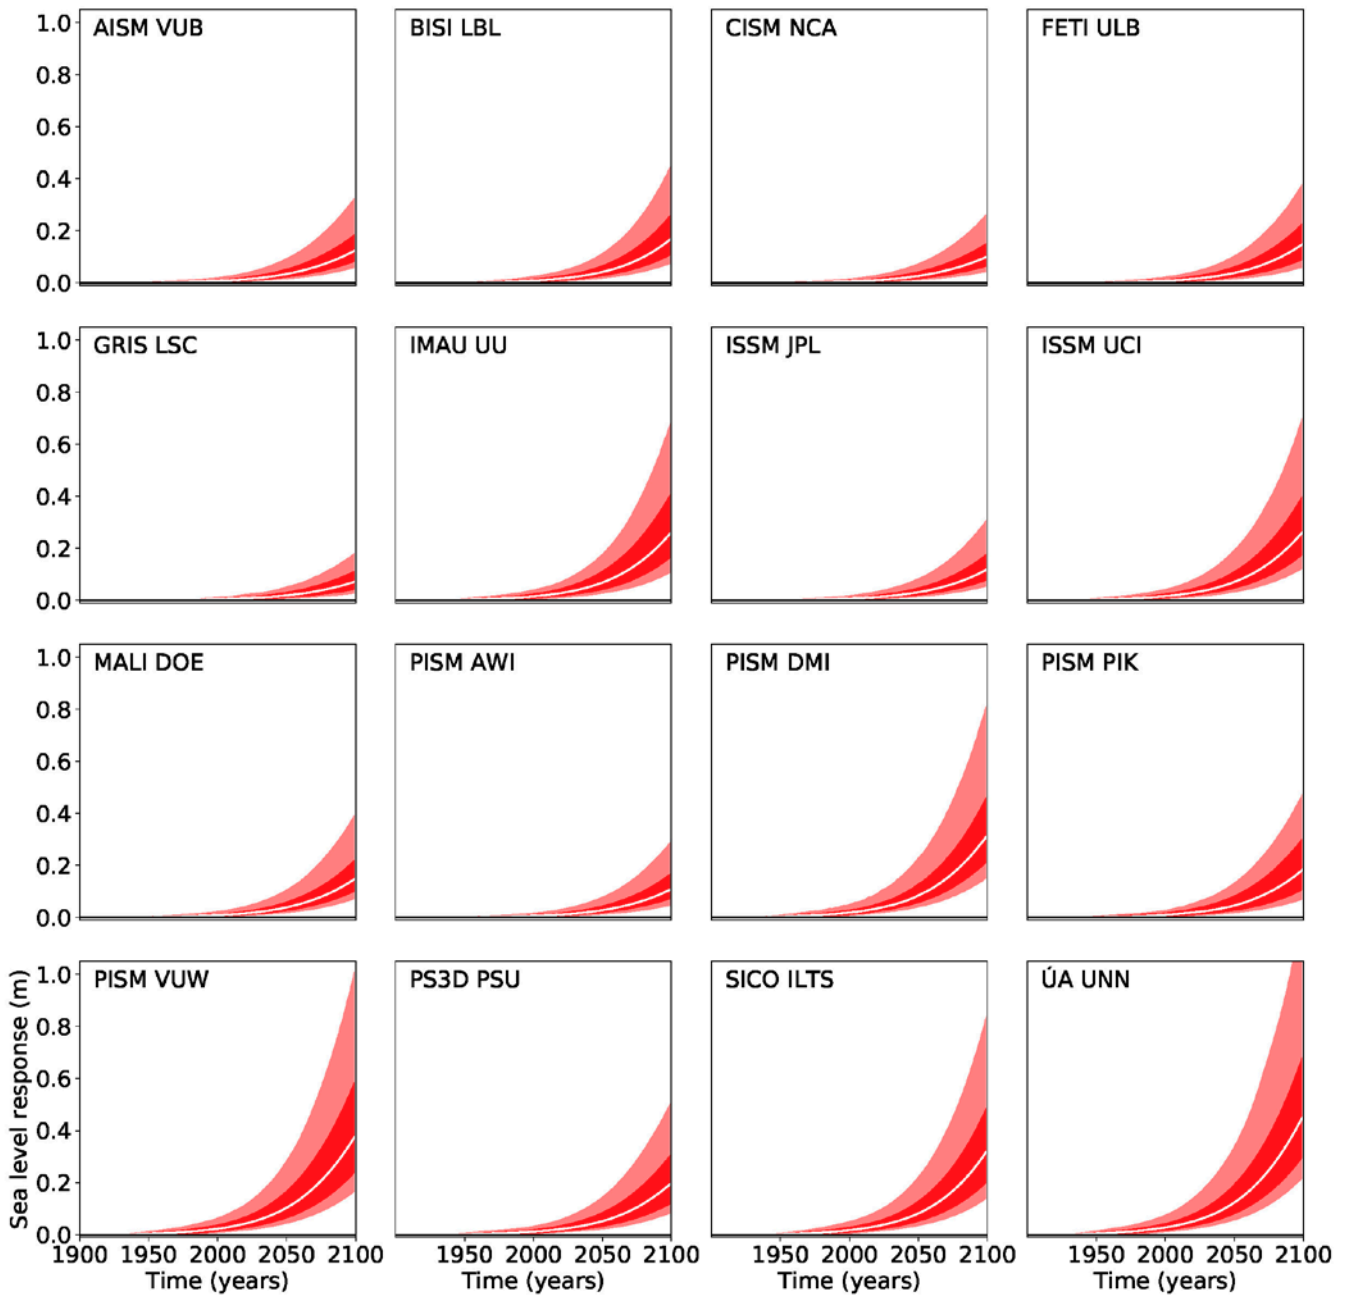 1.0 AISM VUB BISI LBL CISM NCA FETI ULB
0.8
0.6
0.4
0.2
0.0
1.0 GRIS LSC IMAU UU ISSM JPL ISSM UCI
0.8
0.6
0.4
0.2
0.0
1.0 MALI DOE PISM AWI PISM DMI PISM PIK
0.8
0.6
0.4
0.2
0.0
Sea level response (m)
1.0 PISM VUW PS3D PSU SICO ILTS ÚA UNN
0.8
0.6
0.4
0.2
0.0
1900 1950 2000 2050 2100 1950 2000 2050 2100 1950 2000 2050 2100 1950 2000 2050 2100
Time (years) Time (years) Time (years) Time (years)